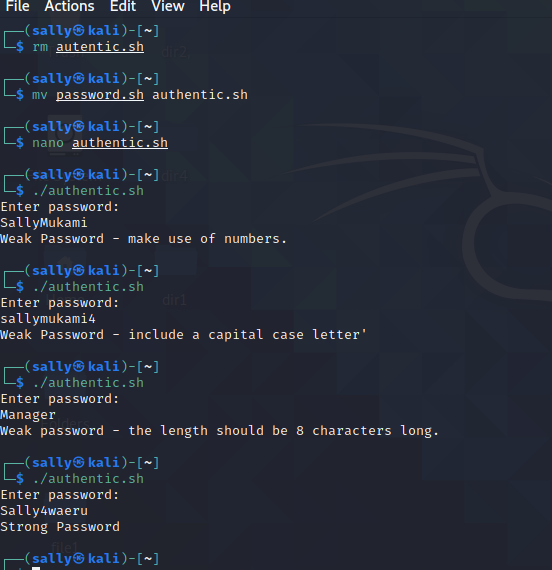 File Actions Edit View Help
┌──(sally㉿kali)-[~]
└─$ rm autentic.sh
┌──(sally㉿kali)-[~]
└─$ mv password.sh authentic.sh
┌──(sally㉿kali)-[~]
└─$ nano authentic.sh
┌──(sally㉿kali)-[~]
└─$ ./authentic.sh
Enter password:
SallyMukami
Weak Password - make use of numbers.
┌──(sally㉿kali)-[~]
└─$ ./authentic.sh
Enter password:
sallymukami4
Weak Password - include a capital case letter'
┌──(sally㉿kali)-[~]
└─$ ./authentic.sh
Enter password:
Manager
Weak password - the length should be 8 characters long.
┌──(sally㉿kali)-[~]
└─$ ./authentic.sh
Enter password:
Sally4waeru
Strong Password
┌──(sally㉿kali)-[~]
└─$
dir2
dir1
file1